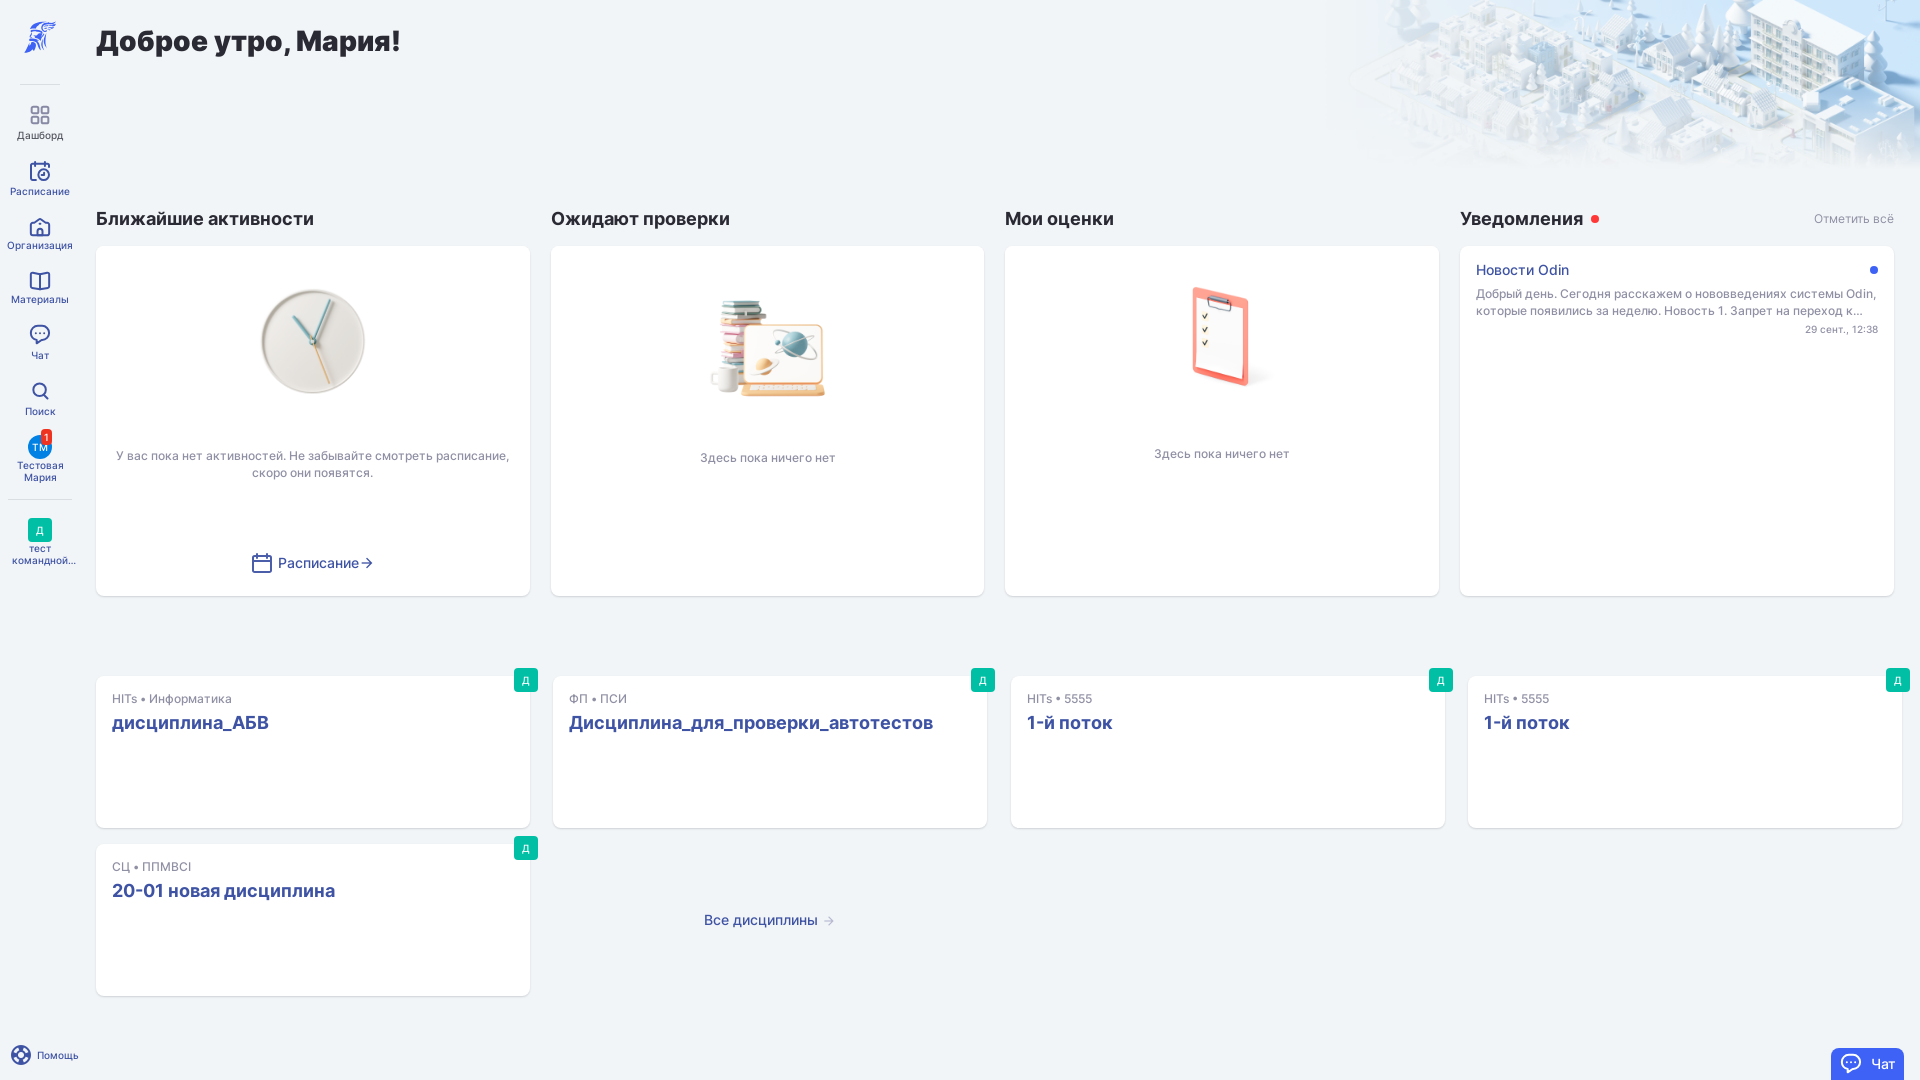 Доброе утро, Мария!
Дашборд
Расписание
Организация
Материалы
Чат
Поиск
ТМ
1
Тестовая
Мария
Д
тест
командной...
Помощь
Ближайшие активности
У вас пока нет активностей. Не забывайте смотреть расписание,
скоро они появятся.
Расписание
Ожидают проверки
Здесь пока ничего нет
Мои оценки
Здесь пока ничего нет
Уведомления
Отметить всё
Новости Odin
Добрый день. Сегодня расскажем о нововведениях системы Odin,
которые появились за неделю. Новость 1. Запрет на переход к...
29 сент., 12:38
Д
HITs • Информатика
дисциплина_АБВ
Д
ФП • ПСИ
Дисциплина_для_проверки_автотестов
Д
HITs • 5555
1-й поток
Д
HITs • 5555
1-й поток
Д
СЦ • ППМВСІ
20-01 новая дисциплина
Все дисциплины →
Чат